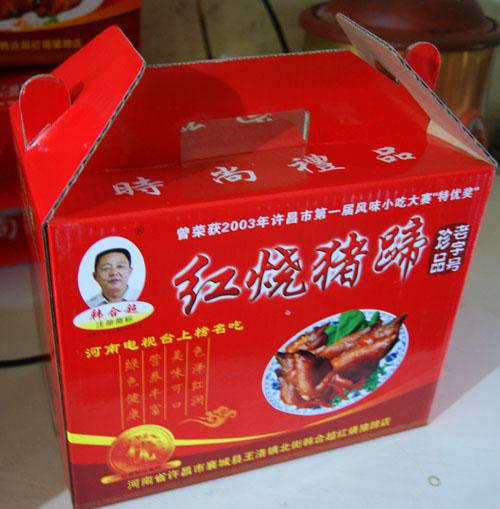 時尚禮品
曾荣获2003年许昌市第一届风味小吃大赛“特优奖”
红烧猪蹄
老字号
珍品
韩合超
注册商标
河南电视台上榜名吃
色泽红润
美味可口
营养丰富
绿色健康
河南省许昌市襄城县王洛镇北街韩合超红烧猪蹄店